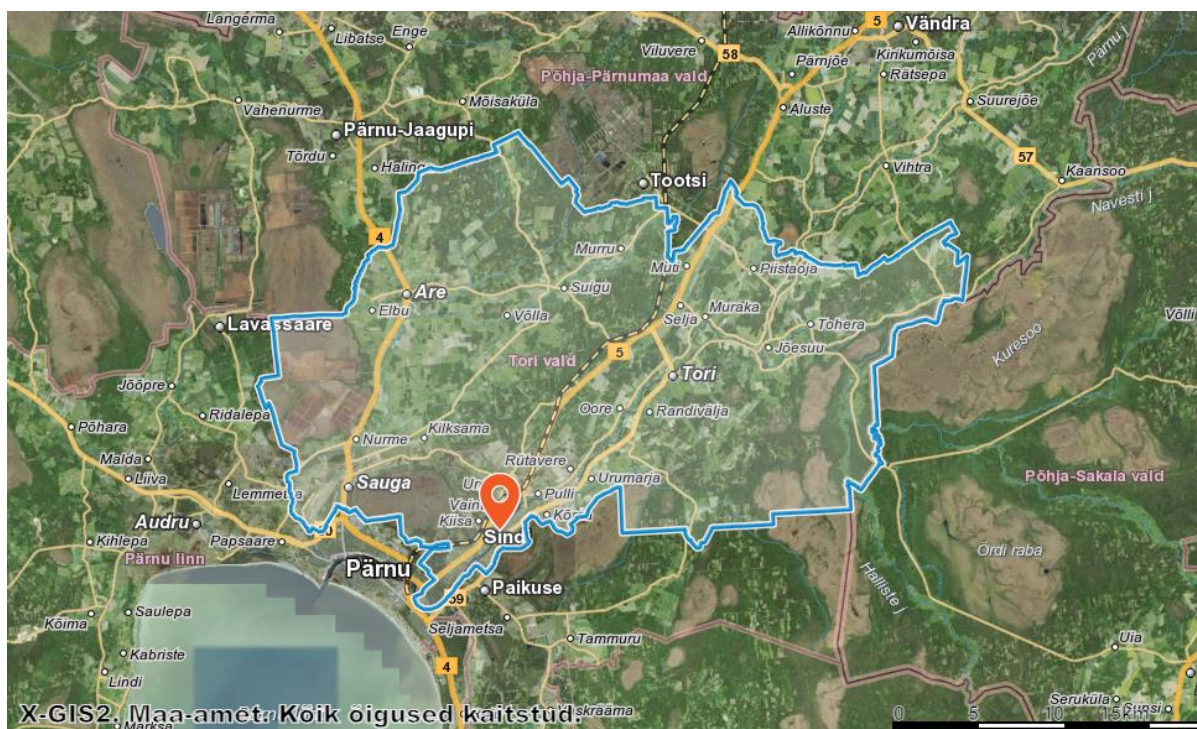 Langerma
Libatse
Enge
Viluvere
58
Allikõnnu
5
Vändra
Kirikumõisa
Pärnu j
Põhja-Pärnumaa vald
Pärnjõe
Rätsepa
Vahenurme
Mõisaküla
Aluste
Suurejõe
Pärnu-Jaagupi
Tõrdu
Haling
Tootsi
Vihtra
57
Kaansoo
Navesti j
4
Murru
Muti
Piistaoja
Are
Suigu
Elbu
Võlla
Selja
Muraka
Lavassaare
Tohera
Kuresoo
Võlli
Tori vald
5
Jõesuu
Jõõpre
Tori
Ridalepa
Oore
Randivälja
Põhara
Nurme
Kilksama
Malda
Rütavere
Liiva
Lemmetsa
Sauga
Urumarja
Põhja-Sakala vald
Pulli
Audru
Kiisa
Sind
Kihlepa
Papsaare
Pärnu linn
Pärnu
Ördi raba
Paikuse
59
Halliste j
Saulepa
Kõima
Seljametsa
Tammuru
Uia
Kabriste
Lindi
4
Seruküla
X-GIS2. Maa-amet. Kõik õigused kaitstud.
0 5 10 15km